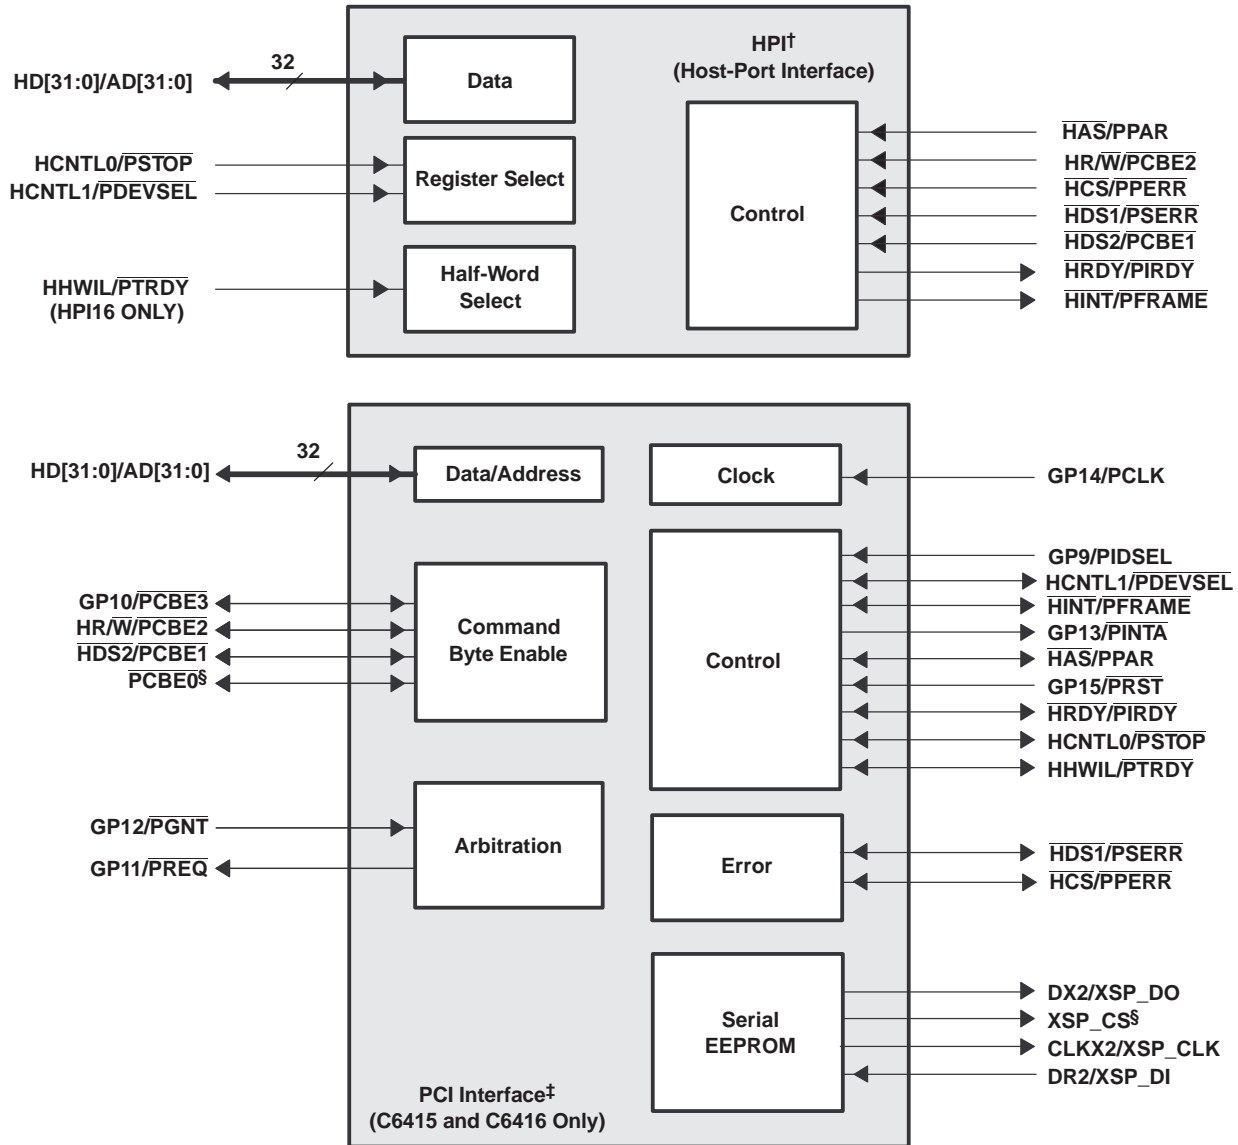 HPI†
(Host-Port Interface)
32
HD[31:0]/AD[31:0]
Data
HCNTL0/PSTOP
HCNTL1/PDEVSEL
Register Select
HHWIL/PTRDY
(HPI16 ONLY)
Half-Word
Select
Control
HAS/PPAR
HR/W/PCBE2
HCS/PPERR
HDS1/PSERR
HDS2/PCBE1
HRDY/PIRDY
HINT/PFRAME
32
HD[31:0]/AD[31:0]
Data/Address
Clock
GP14/PCLK
GP10/PCBE3
HR/W/PCBE2
HDS2/PCBE1
PCBE0§
Command
Byte Enable
Control
GP9/PIDSEL
HCNTL1/PDEVSEL
HINT/PFRAME
GP13/PINTA
HAS/PPAR
GP15/PRST
HRDY/PIRDY
HCNTL0/PSTOP
HHWIL/PTRDY
GP12/PGNT
GP11/PREQ
Arbitration
Error
HDS1/PSERR
HCS/PPERR
Serial
EEPROM
DX2/XSP_DO
XSP_CS§
CLKX2/XSP_CLK
DR2/XSP_DI
PCI Interface‡
(C6415 and C6416 Only)